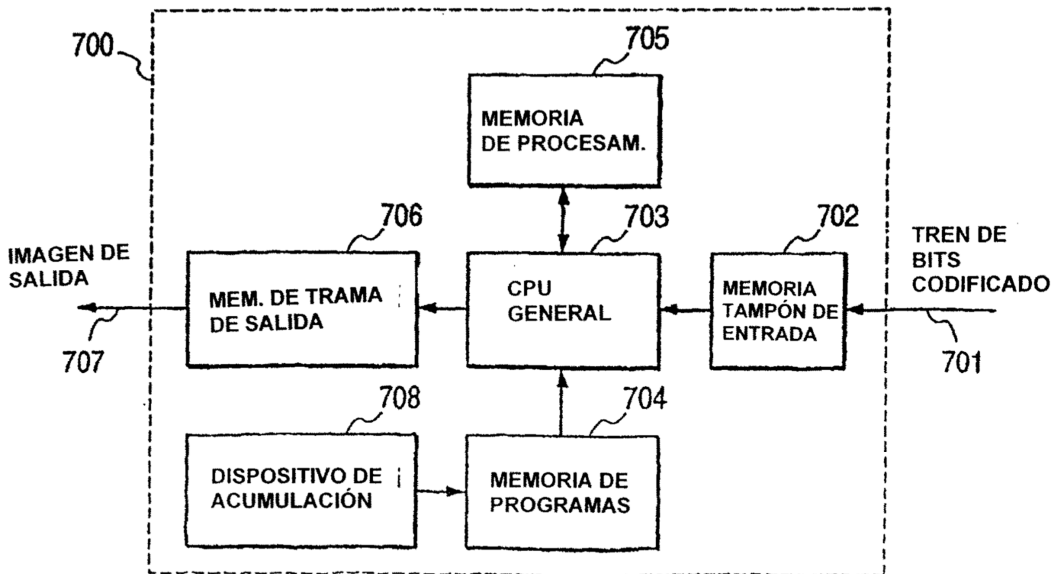 700
705
MEMORIA
DE PROCESAM.
706
703
702
IMAGEN DE
SALIDA
MEM. DE TRAMA
DE SALIDA
CPU
GENERAL
MEMORIA
TAMPÓN DE
ENTRADA
TREN DE
BITS
CODIFICADO
707
701
708
704
DISPOSITIVO DE
ACUMULACIÓN
MEMORIA DE
PROGRAMAS